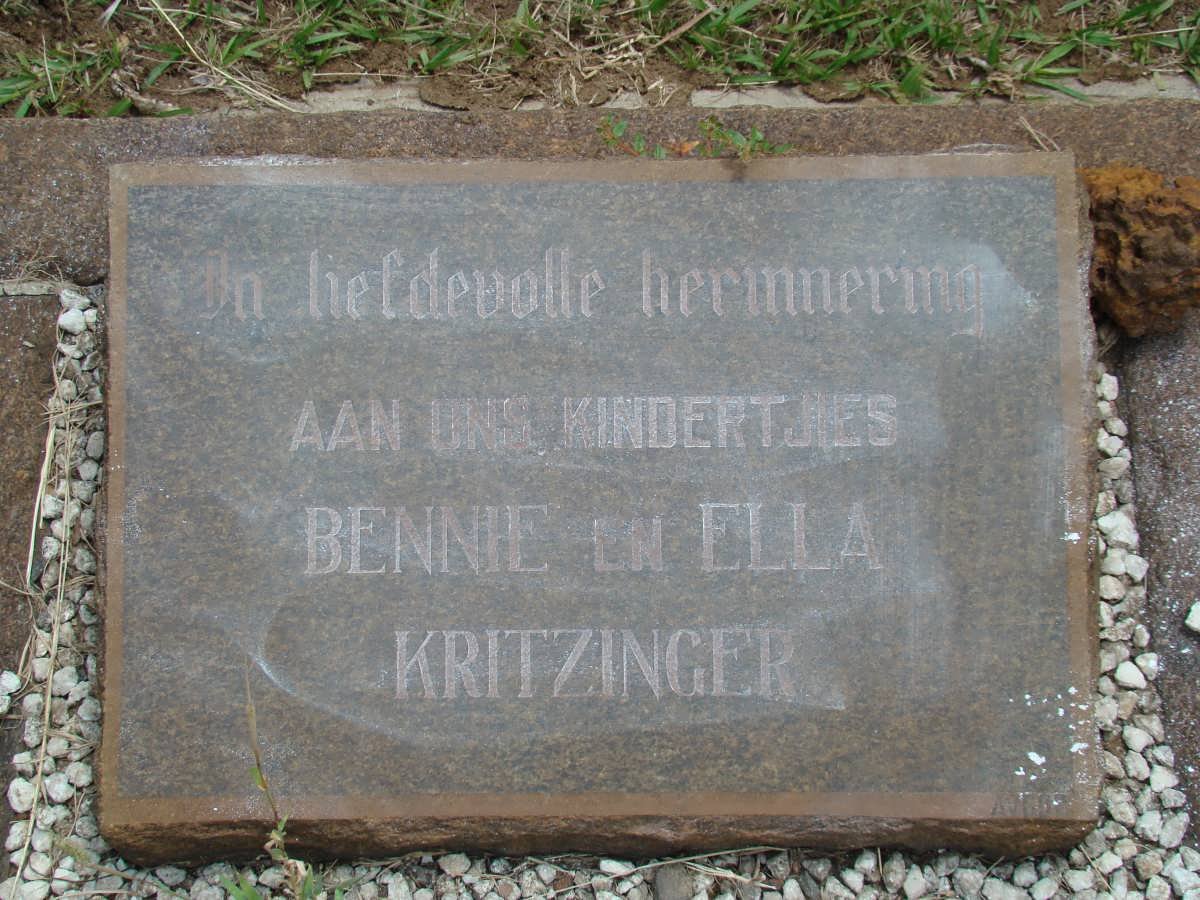 In liefdevolle herinnering
AAN ONS KINDERTJIES
BENNIE EN ELLA
KRITZINGER